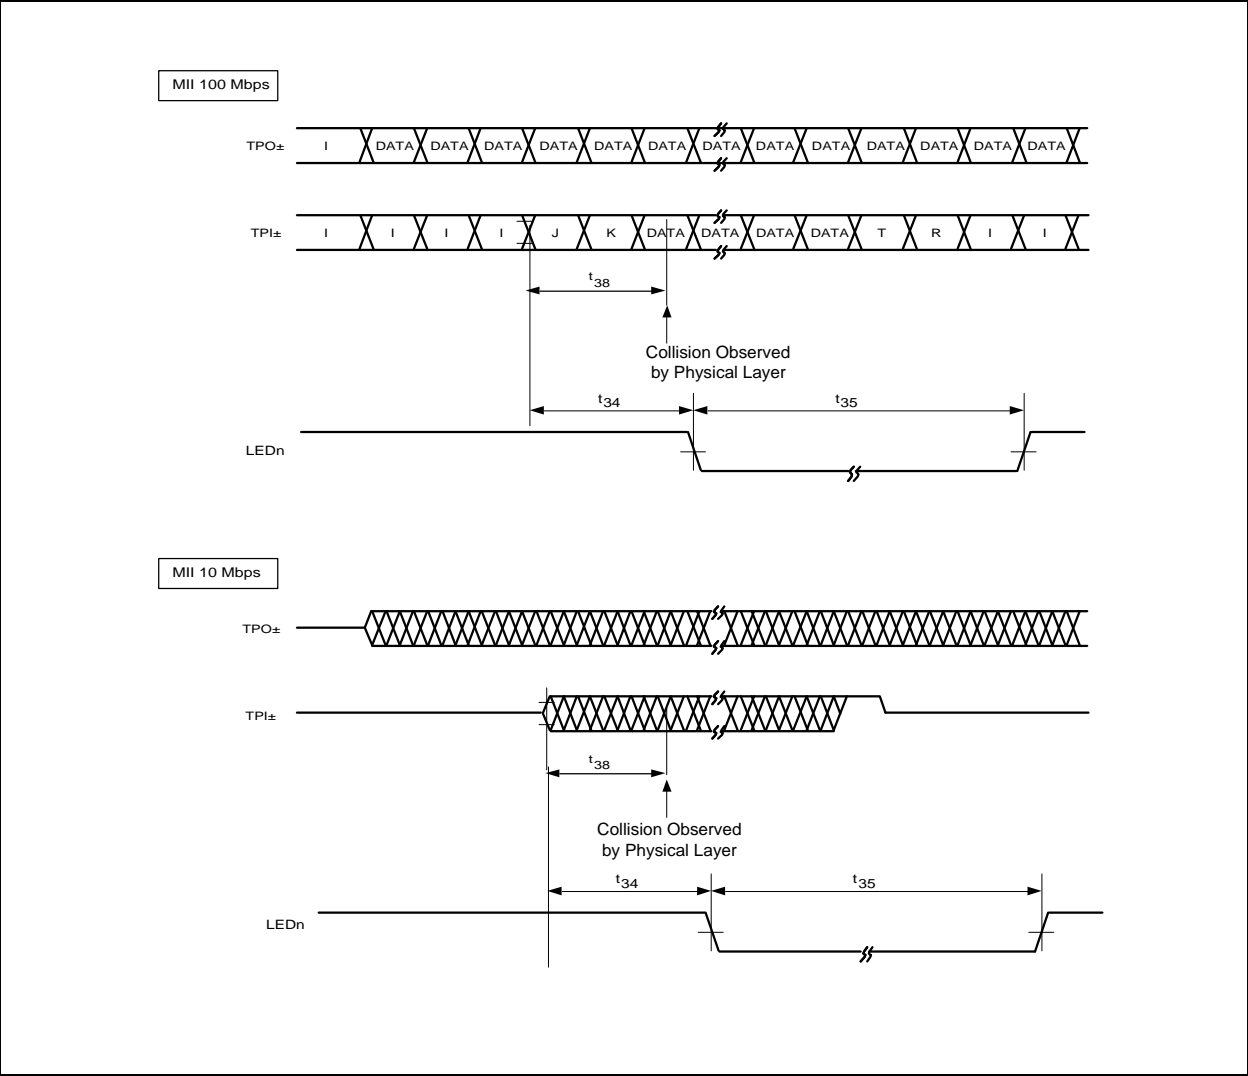 MII 100 Mbps
TPO± I DATA DATA DATA DATA DATA DATA DATA DATA DATA DATA DATA DATA DATA
TPI± I I I I J K DATA DATA DATA DATA T R I I
t38
Collision Observed
by Physical Layer
t34 t35
LEDn
MII 10 Mbps
TPO±
TPI±
t38
Collision Observed
by Physical Layer
t34 t35
LEDn